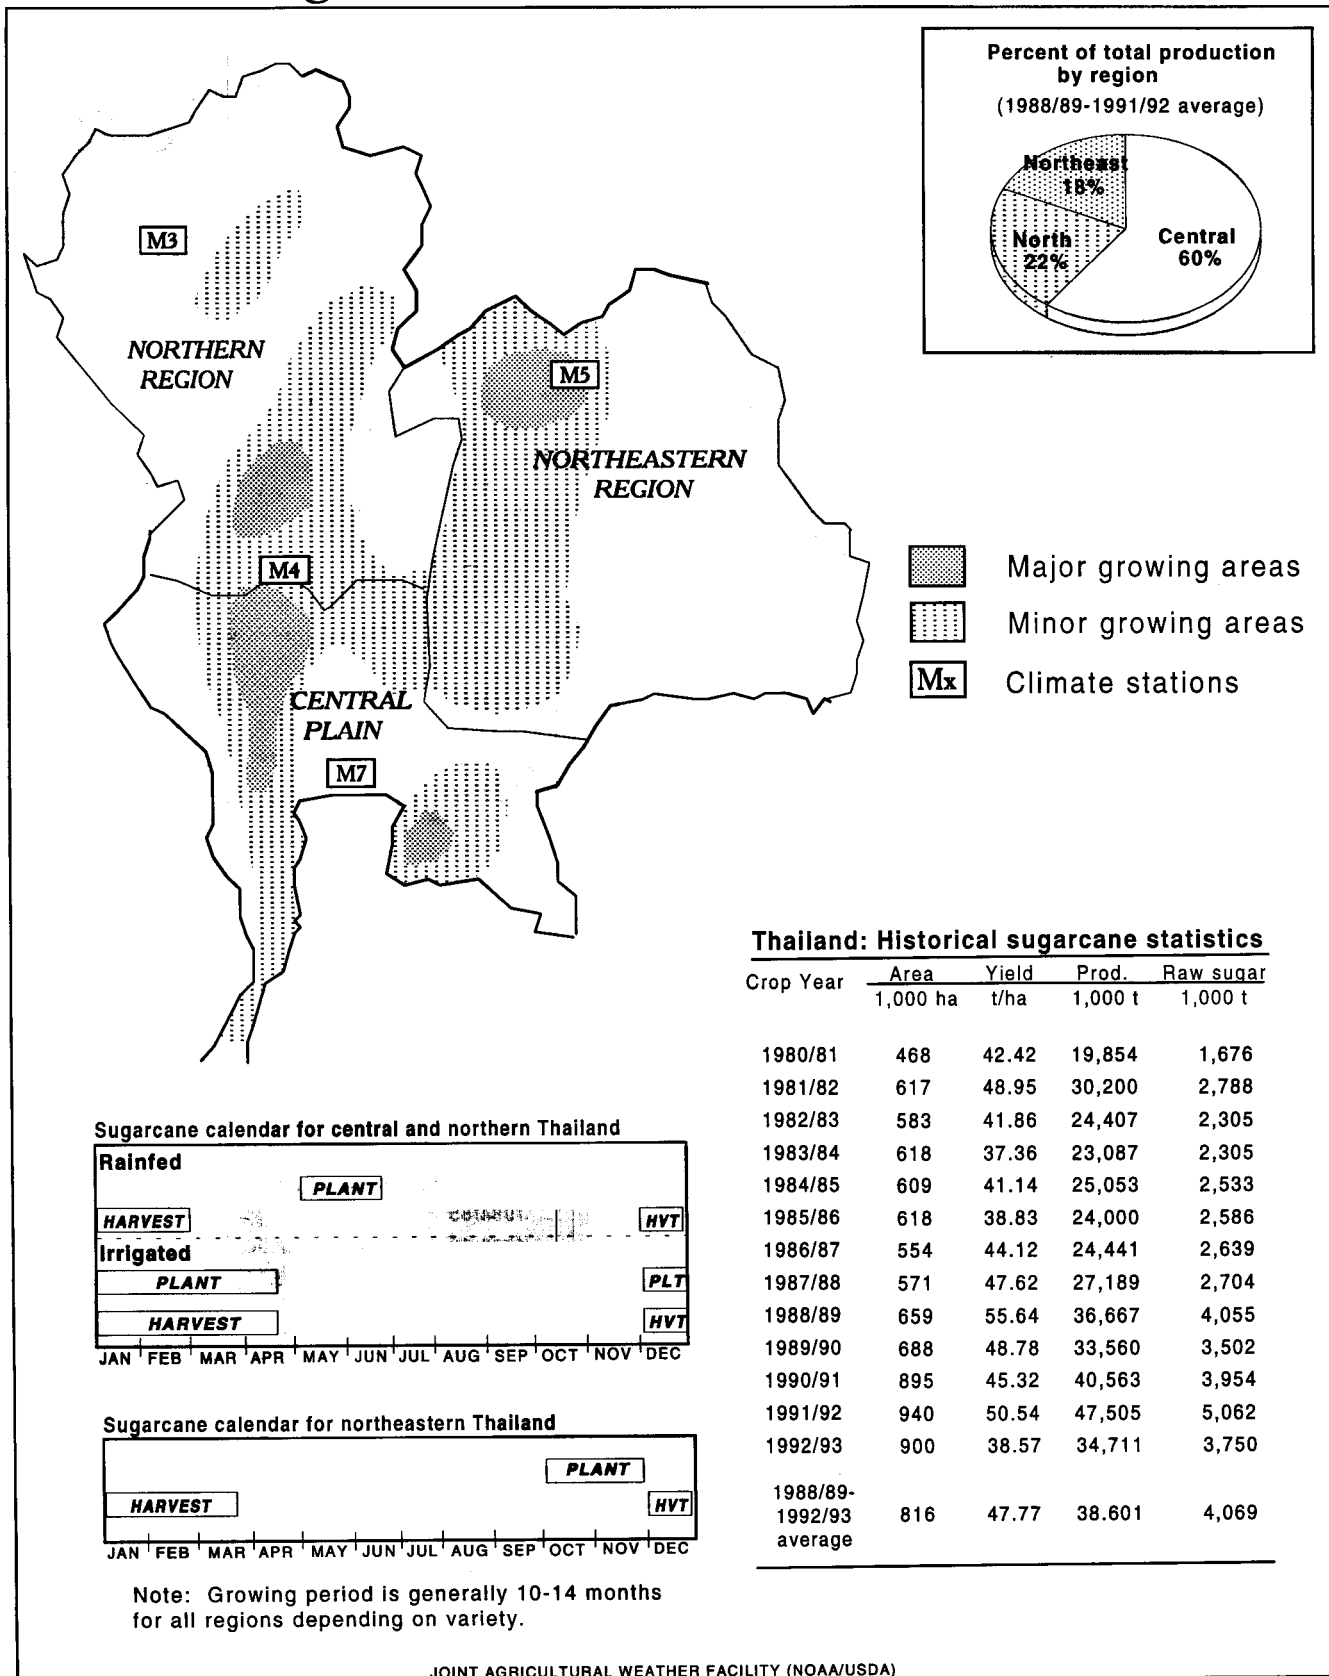 Percent of total production
by region
(1988/89-1991/92 average)
Northeast
18%
North
22%
Central
60%
M3
NORTHERN
REGION
M5
NORTHEASTERN
REGION
M4
CENTRAL
PLAIN
M7
Major growing areas
Minor growing areas
Mx Climate stations
Thailand: Historical sugarcane statistics
Crop Year Area Yield Prod. Raw sugar
1,000 ha t/ha 1,000 t 1,000 t
1980/81 468 42.42 19,854 1,676
1981/82 617 48.95 30,200 2,788
1982/83 583 41.86 24,407 2,305
1983/84 618 37.36 23,087 2,305
1984/85 609 41.14 25,053 2,533
1985/86 618 38.83 24,000 2,586
1986/87 554 44.12 24,441 2,639
1987/88 571 47.62 27,189 2,704
1988/89 659 55.64 36,667 4,055
1989/90 688 48.78 33,560 3,502
1990/91 895 45.32 40,563 3,954
1991/92 940 50.54 47,505 5,062
1992/93 900 38.57 34,711 3,750
1988/89-
1992/93 816 47.77 38.601 4,069
average
Sugarcane calendar for central and northern Thailand
Rainfed
PLANT
HARVEST HVT
Irrigated
PLANT PLT
HARVEST HVT
JAN FEB MAR APR MAY JUN JUL AUG SEP OCT NOV DEC
Sugarcane calendar for northeastern Thailand
PLANT
HARVEST HVT
JAN FEB MAR APR MAY JUN JUL AUG SEP OCT NOV DEC
Note: Growing period is generally 10-14 months
for all regions depending on variety.
JOINT AGRICULTURAL WEATHER FACILITY (NOAA/USDA)